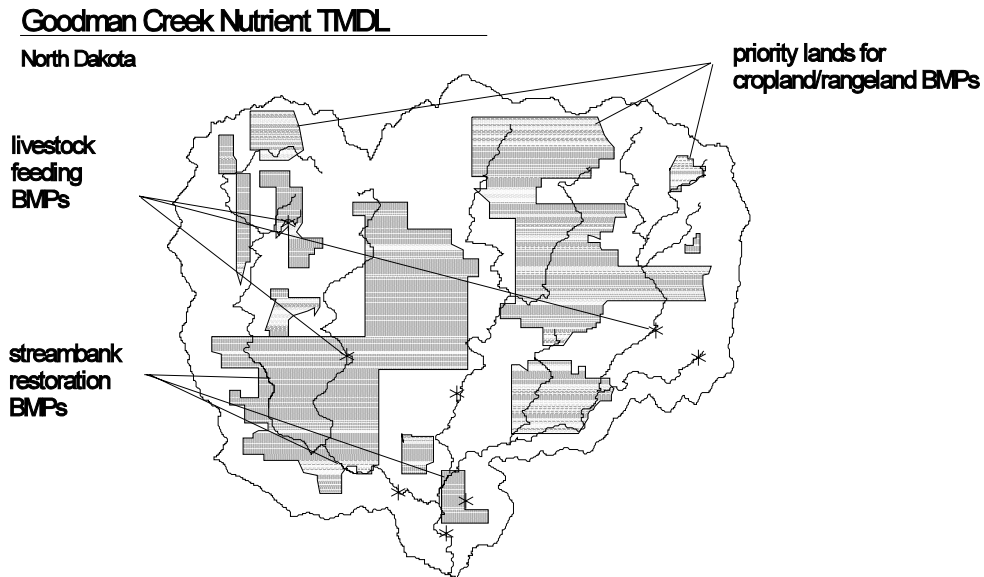 Goodman Creek Nutrient TMDL
North Dakota
priority lands for
cropland/rangeland BMPs
livestock
feeding
BMPs
streambank
restoration
BMPs